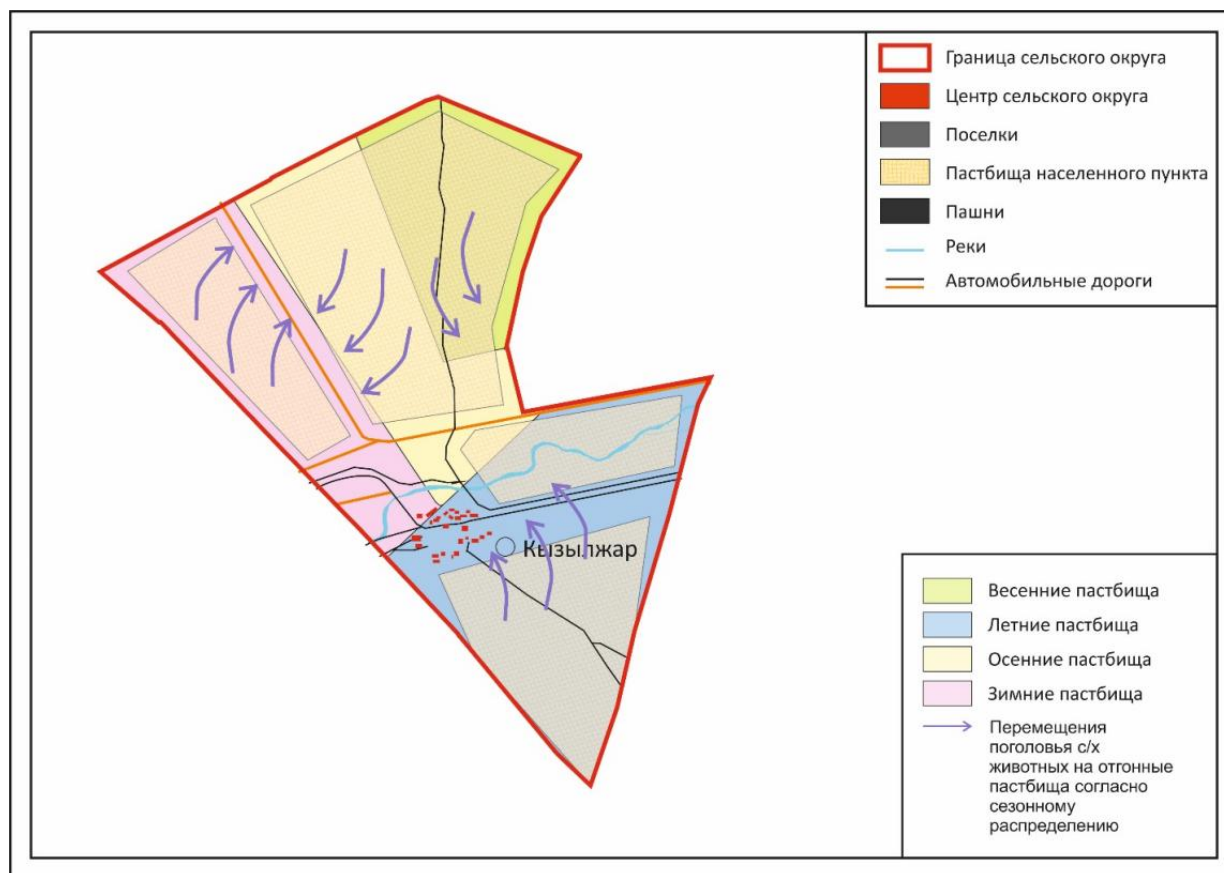 Граница сельского округа
Центр сельского округа
Поселки
Пастбища населенного пункта
Пашни
Реки
Автомобильные дороги
Кызылжар
Весенние пастбища
Летние пастбища
Осенние пастбища
Зимние пастбища
Перемещения
поголовья с/х
животных на отгонные
пастбища согласно
сезонному
распределению